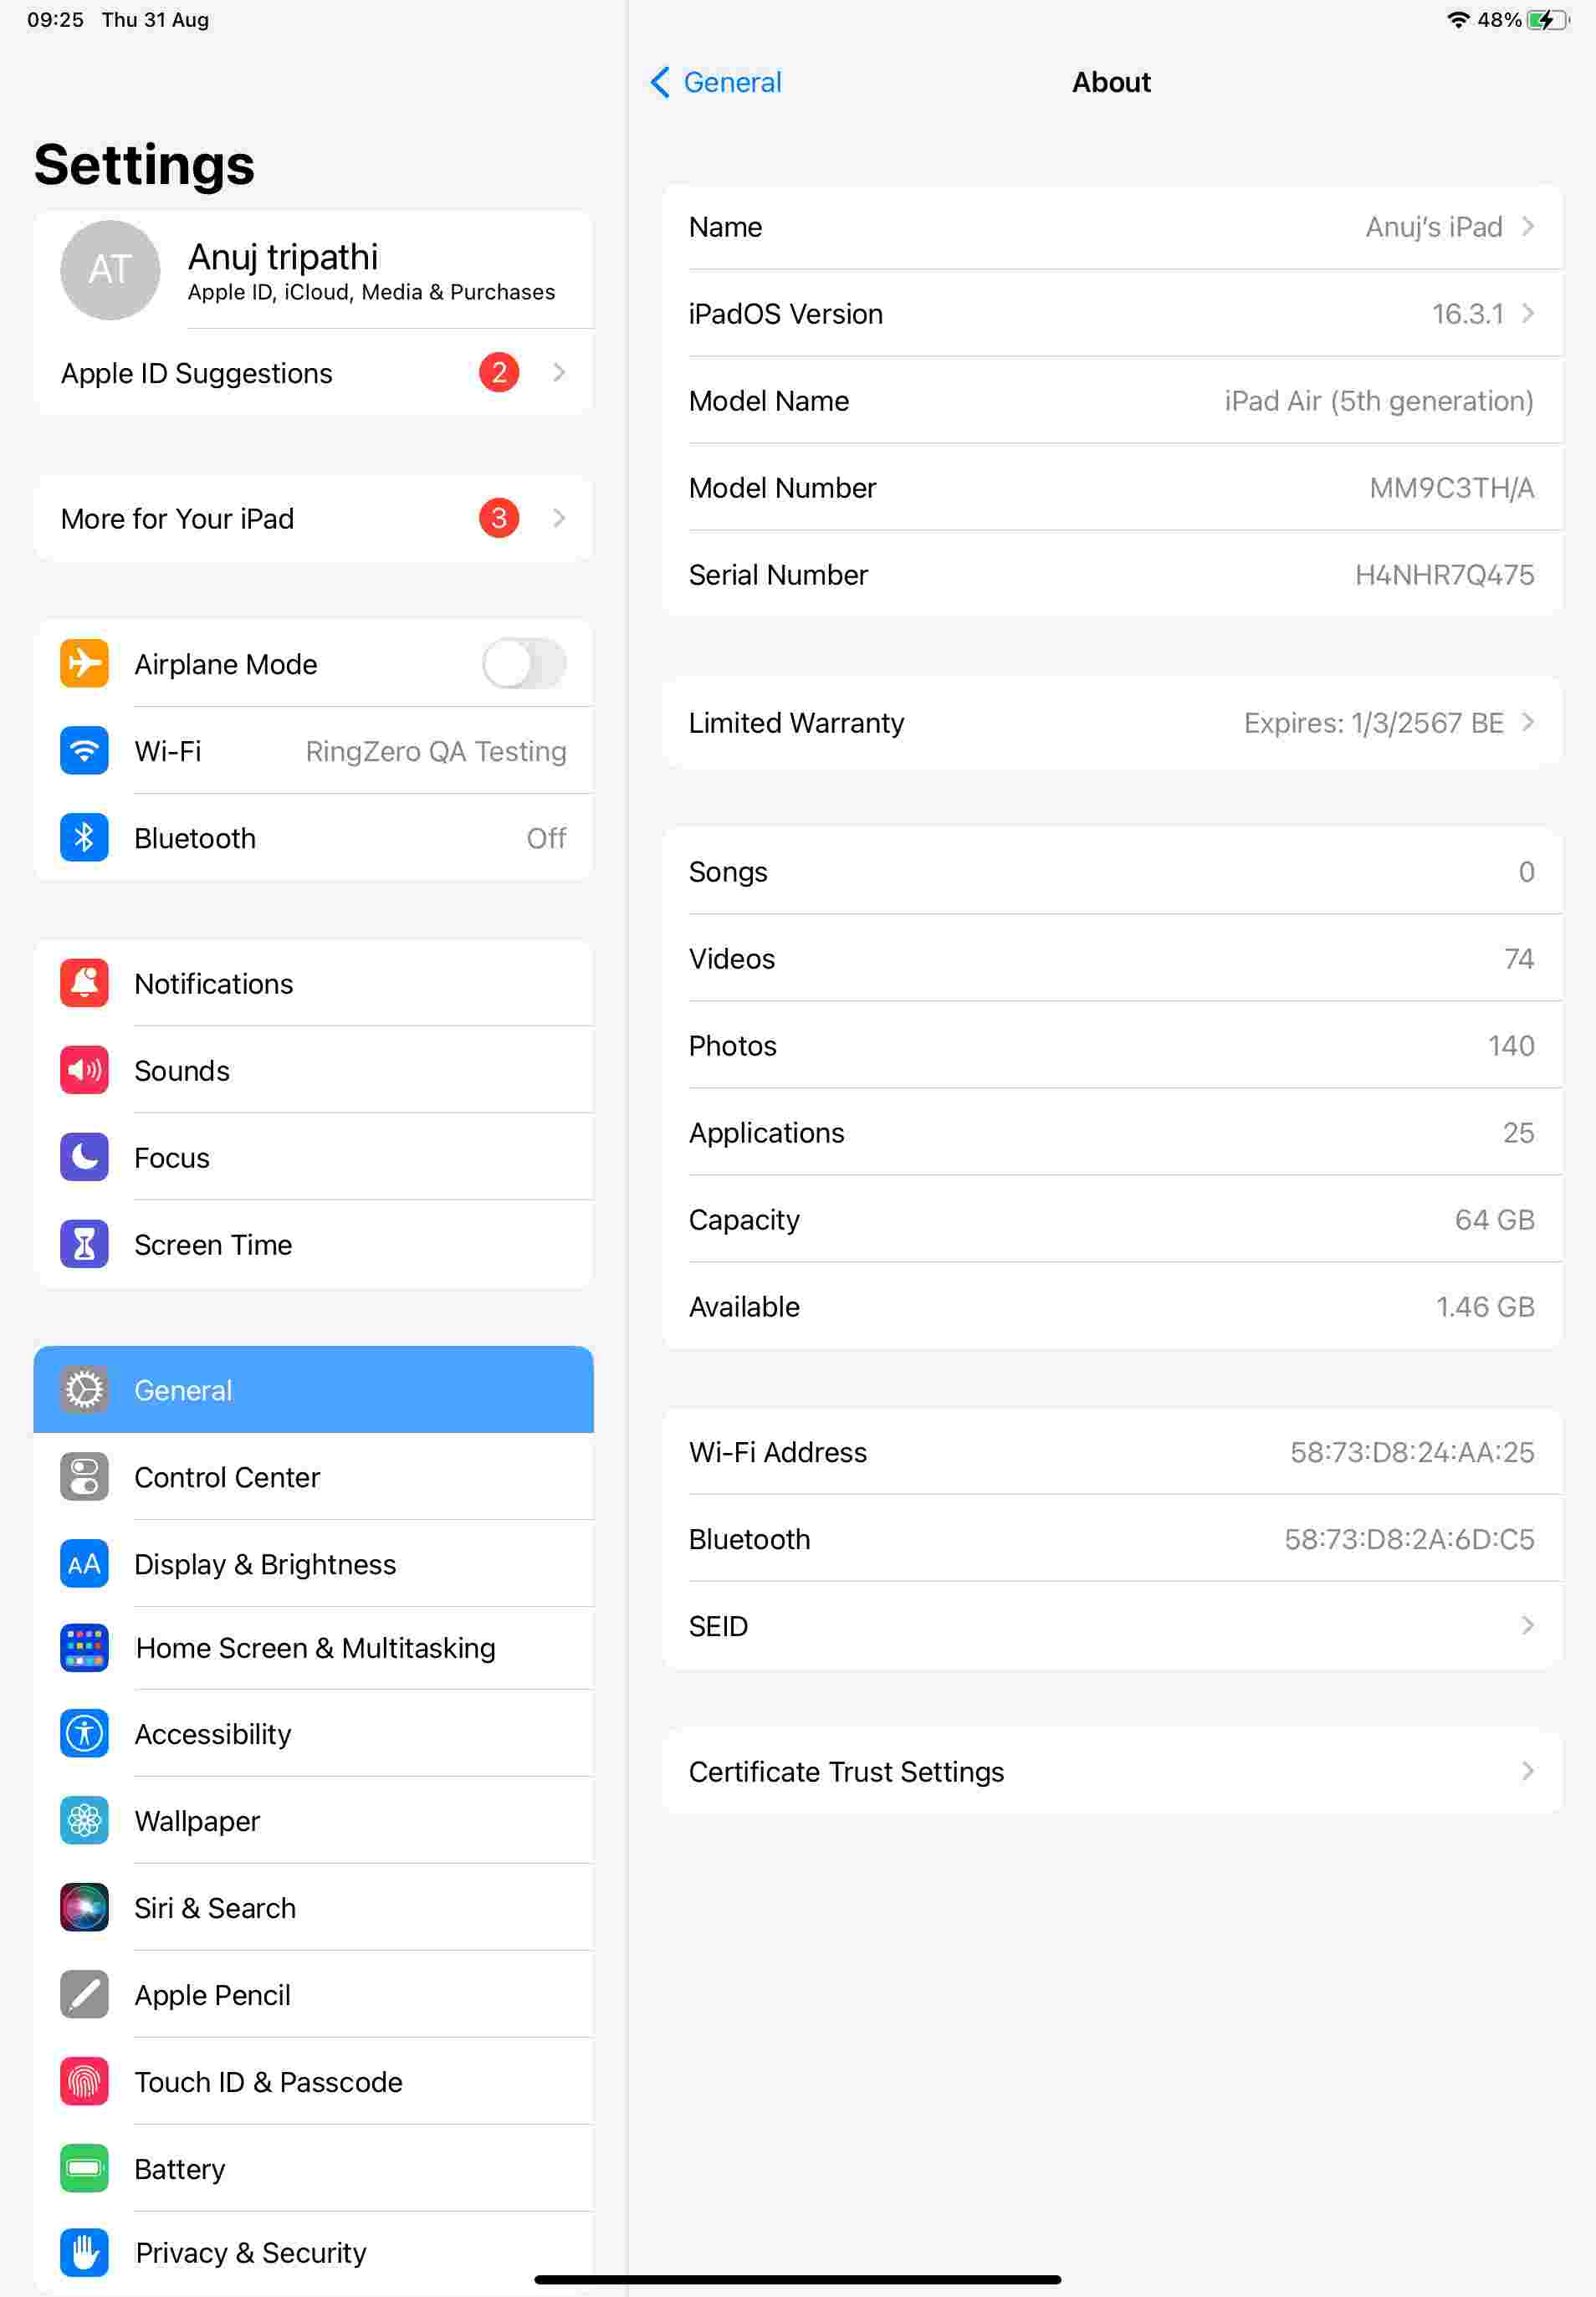 09:25 Thu 31 Aug
48%
Settings
AT
Anuj tripathi
Apple ID, iCloud, Media & Purchases
Apple ID Suggestions 2
More for Your iPad 3
Airplane Mode
Wi-Fi RingZero QA Testing
Bluetooth Off
Notifications
Sounds
Focus
Screen Time
General
Control Center
AA Display & Brightness
Home Screen & Multitasking
Accessibility
Wallpaper
Siri & Search
Apple Pencil
Touch ID & Passcode
Battery
Privacy & Security
General About
Name Anuj's iPad
iPadOS Version 16.3.1
Model Name iPad Air (5th generation)
Model Number MM9C3TH/A
Serial Number H4NHR7Q475
Limited Warranty Expires: 1/3/2567 BE
Songs 0
Videos 74
Photos 140
Applications 25
Capacity 64 GB
Available 1.46 GB
Wi-Fi Address 58:73:D8:24:AA:25
Bluetooth 58:73:D8:2A:6D:C5
SEID
Certificate Trust Settings